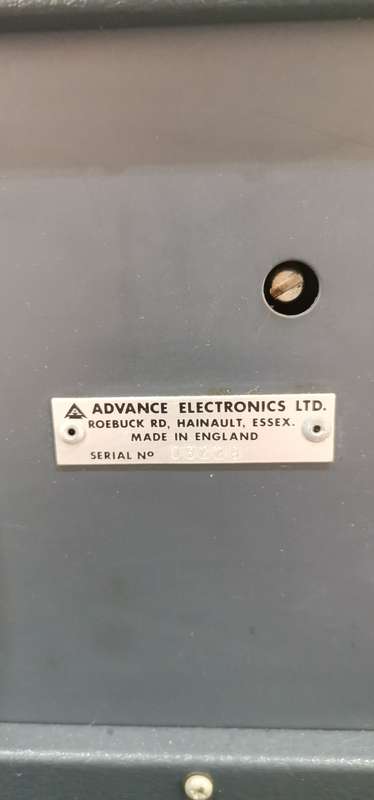 ADVANCE ELECTRONICS LTD.
ROEBUCK RD, HAINAULT, ESSEX.
MADE IN ENGLAND
SERIAL Nº